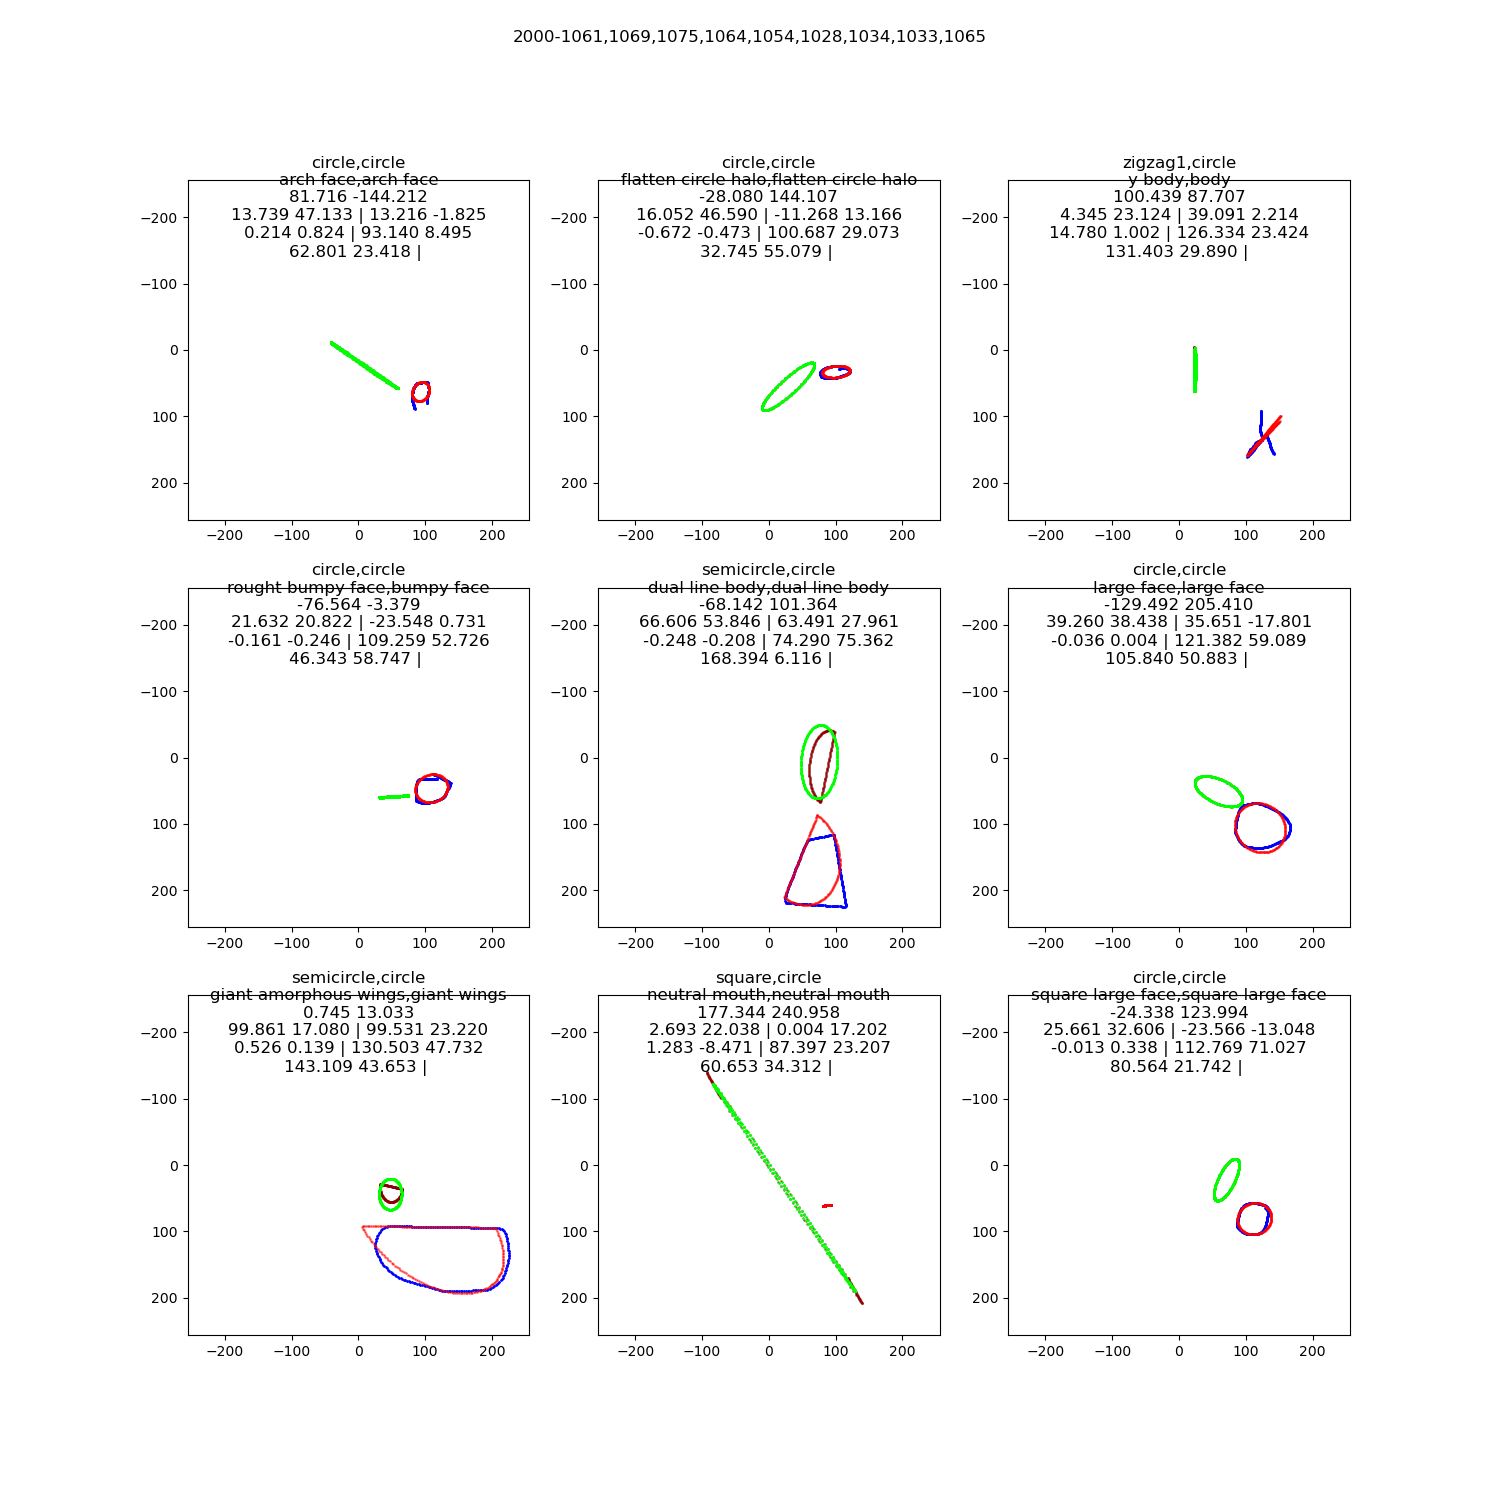 2000-1061,1069,1075,1064,1054,1028,1034,1033,1065
circle,circle
arch face,arch face
81.716 -144.212
13.739 47.133 | 13.216 -1.825
0.214 0.824 | 93.140 8.495
62.801 23.418 |
−200
−100
0
100
200
−200 −100 0 100 200
circle,circle
flatten circle halo,flatten circle halo
-28.080 144.107
16.052 46.590 | -11.268 13.166
-0.672 -0.473 | 100.687 29.073
32.745 55.079 |
−200
−100
0
100
200
−200 −100 0 100 200
zigzag1,circle
y body,body
100.439 87.707
4.345 23.124 | 39.091 2.214
14.780 1.002 | 126.334 23.424
131.403 29.890 |
−200
−100
0
100
200
−200 −100 0 100 200
circle,circle
rought bumpy face,bumpy face
-76.564 -3.379
21.632 20.822 | -23.548 0.731
-0.161 -0.246 | 109.259 52.726
46.343 58.747 |
−200
−100
0
100
200
−200 −100 0 100 200
semicircle,circle
dual line body,dual line body
-68.142 101.364
66.606 53.846 | 63.491 27.961
-0.248 -0.208 | 74.290 75.362
168.394 6.116 |
−200
−100
0
100
200
−200 −100 0 100 200
circle,circle
large face,large face
-129.492 205.410
39.260 38.438 | 35.651 -17.801
-0.036 0.004 | 121.382 59.089
105.840 50.883 |
−200
−100
0
100
200
−200 −100 0 100 200
semicircle,circle
giant amorphous wings,giant wings
0.745 13.033
99.861 17.080 | 99.531 23.220
0.526 0.139 | 130.503 47.732
143.109 43.653 |
−200
−100
0
100
200
−200 −100 0 100 200
square,circle
neutral mouth,neutral mouth
177.344 240.958
2.693 22.038 | 0.004 17.202
1.283 -8.471 | 87.397 23.207
60.653 34.312 |
−200
−100
0
100
200
−200 −100 0 100 200
circle,circle
square large face,square large face
-24.338 123.994
25.661 32.606 | -23.566 -13.048
-0.013 0.338 | 112.769 71.027
80.564 21.742 |
−200
−100
0
100
200
−200 −100 0 100 200